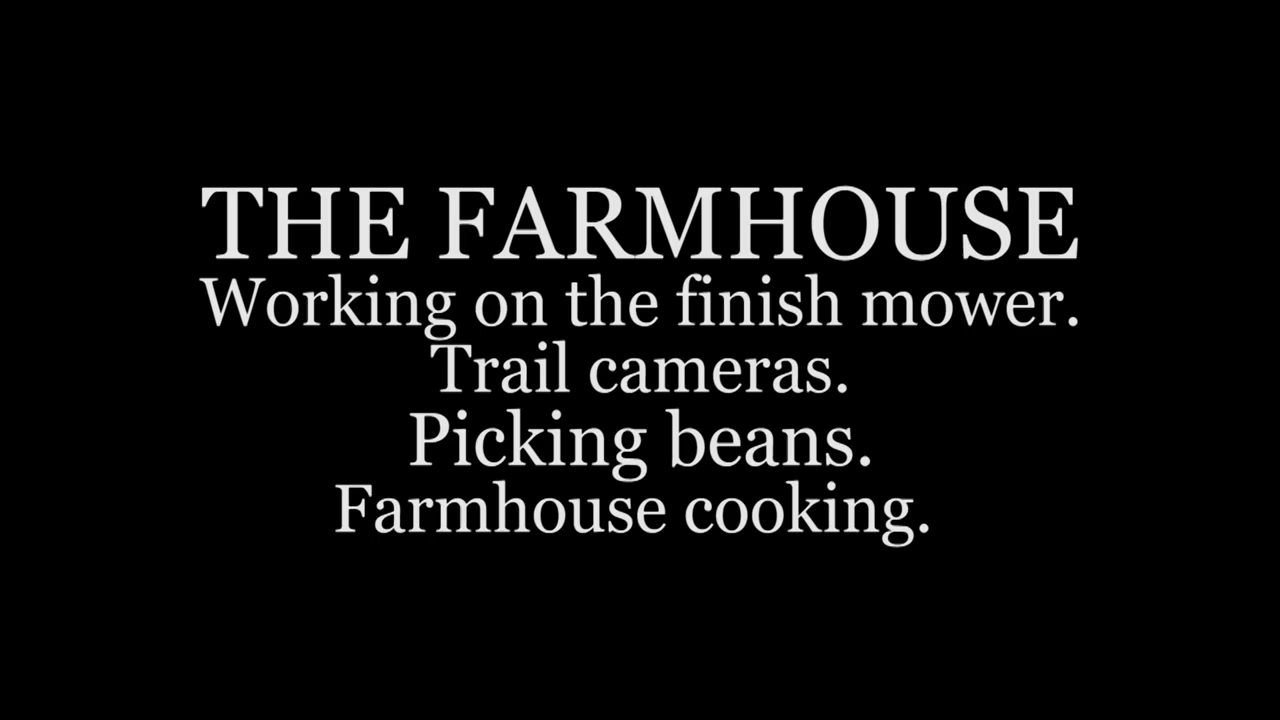 THE FARMHOUSE
Working on the finish mower.
Trail cameras.
Picking beans.
Farmhouse cooking.